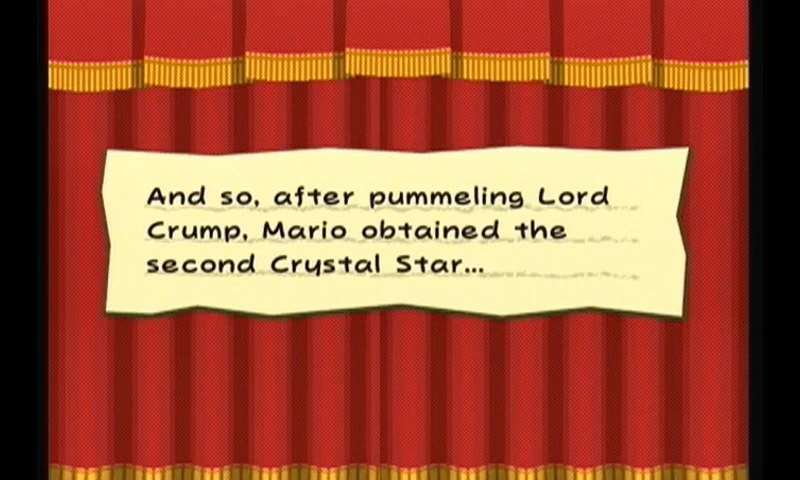 And so, after pummeling Lord
Crump, Mario obtained the
second Crystal Star...